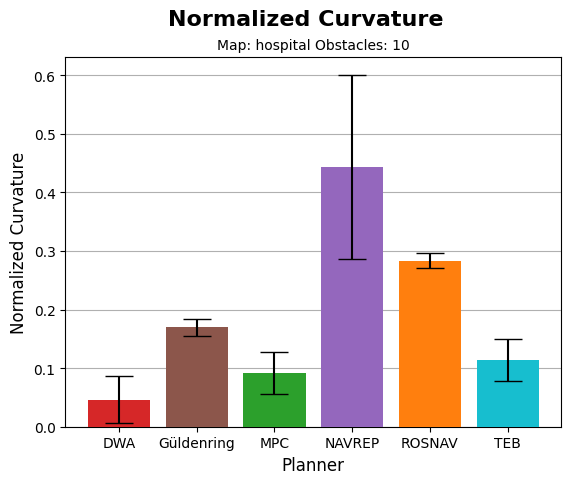 Normalized Curvature
Map: hospital Obstacles: 10
Normalized Curvature
0.6
0.5
0.4
0.3
0.2
0.1
0.0
DWA Güldenring MPC NAVREP ROSNAV TEB
Planner